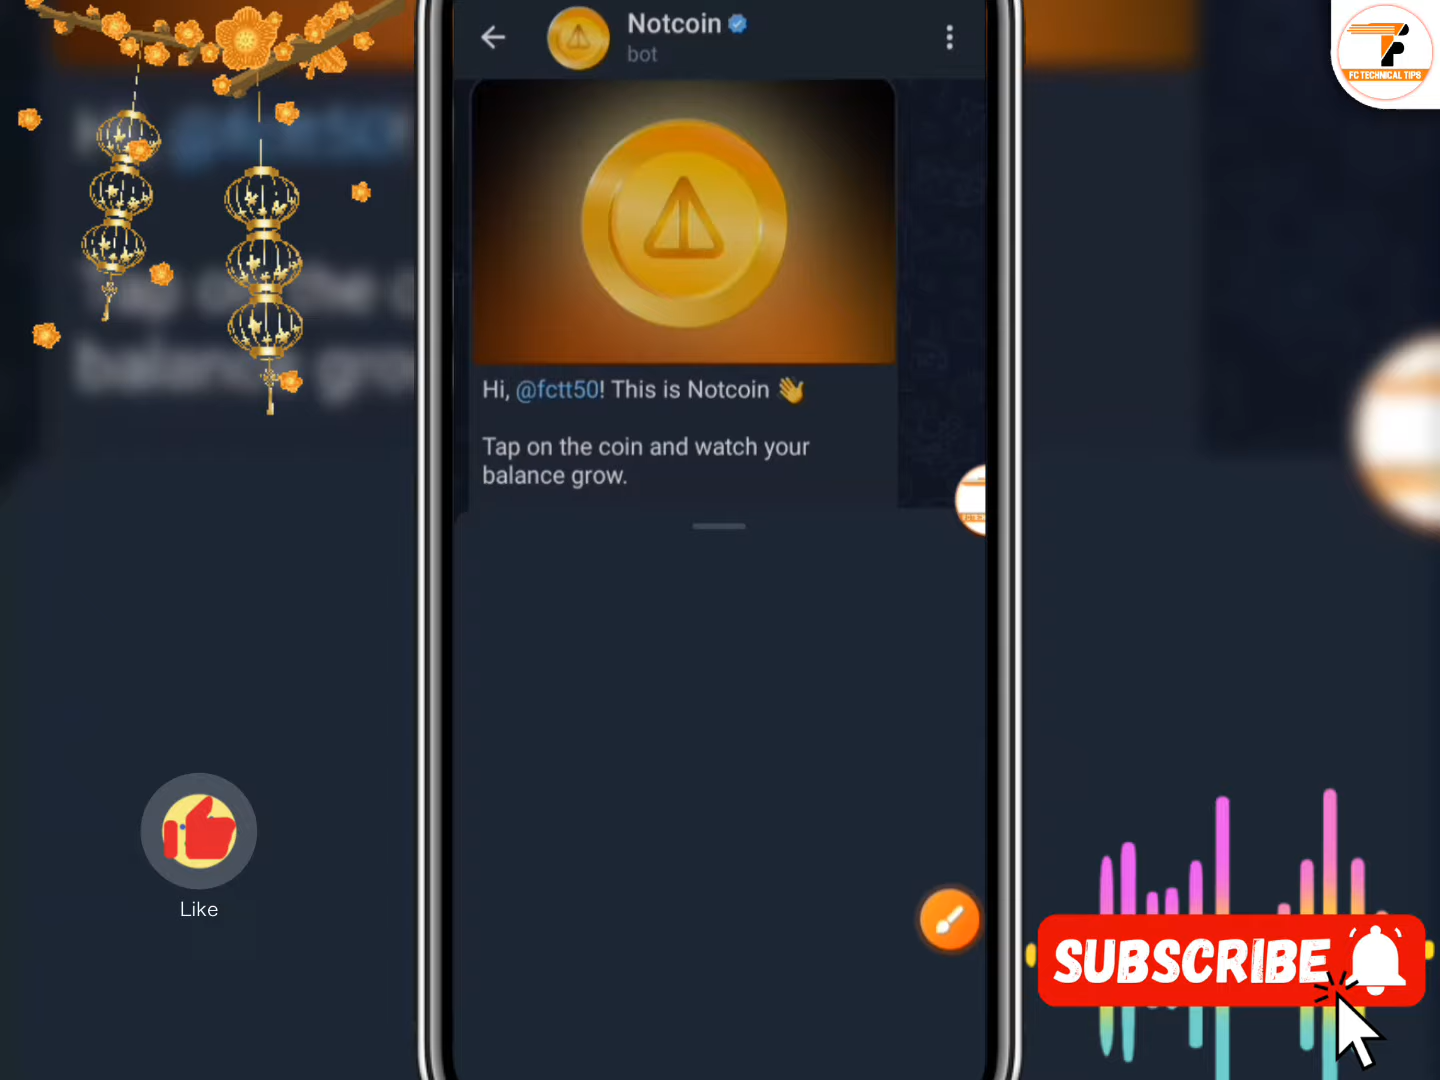 Notcoin
bot
FC TECHNICAL TIPS
Hi, @fctt50! This is Notcoin 👋
Tap on the coin and watch your
balance grow.
Like
SUBSCRIBE